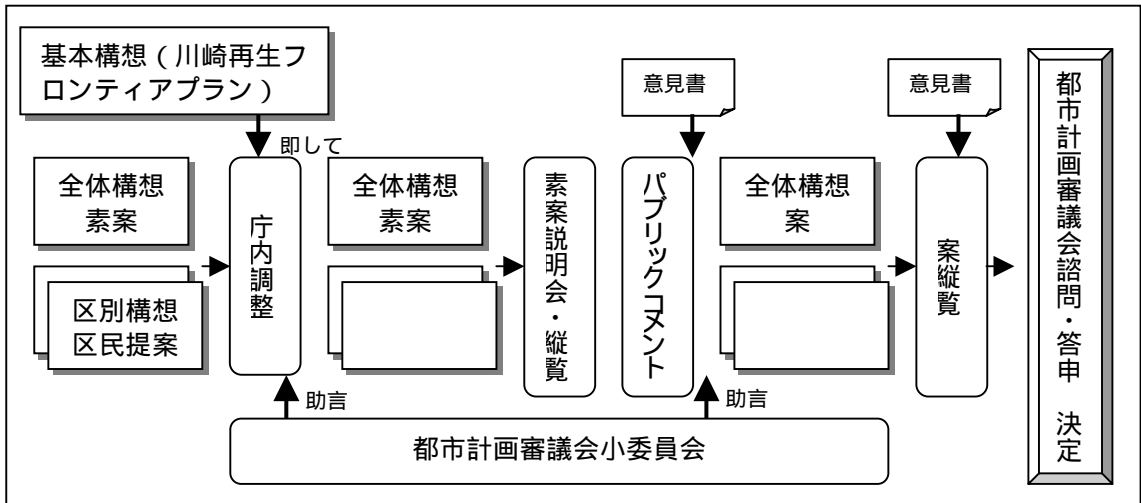 基本構想（川崎再生フ
ロンティアプラン）
即して
全体構想
素案
区別構想
区民提案
庁内調整
助言
全体構想
素案
素案説明会・縦覧
意見書
パブリックコメント
助言
全体構想
案
意見書
案縦覧
都市計画審議会諮問・答申　決定
都市計画審議会小委員会